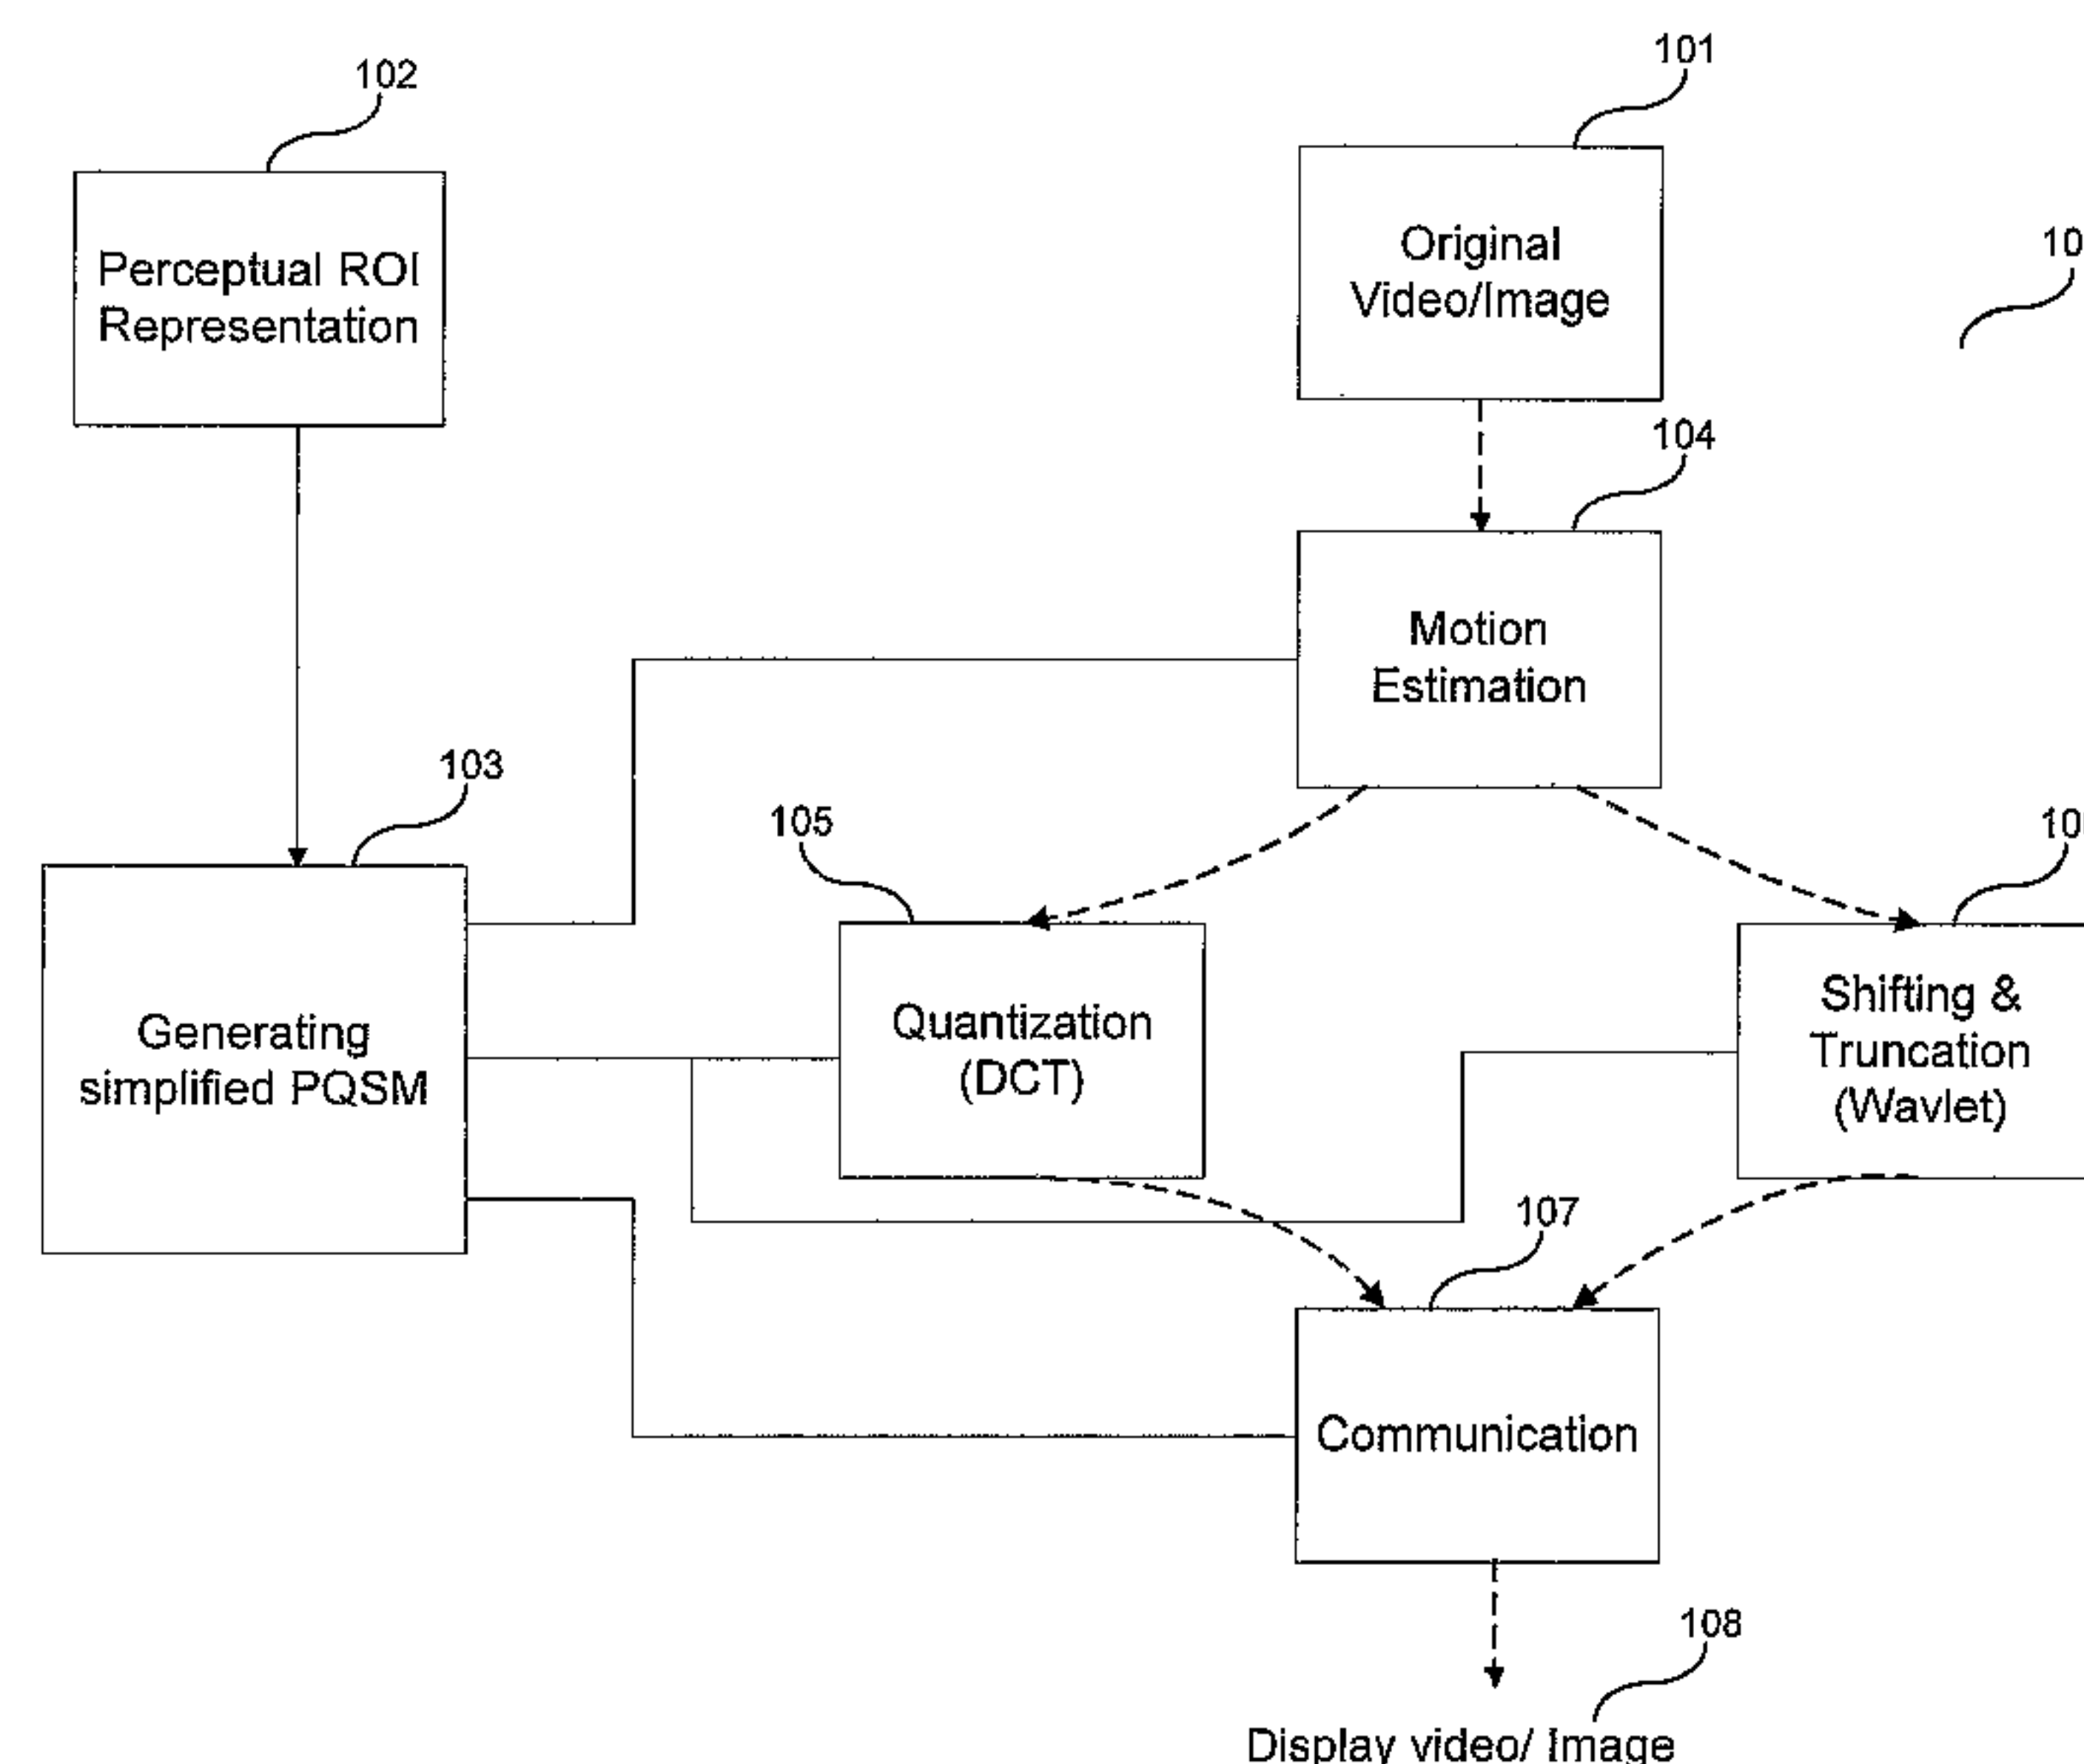 102
101
Perceptual ROI
Representation
Original
Video/Image
104
Motion
Estimation
103
105
Generating
simplified PQSM
Quantization
(DCT)
Shifting &
Truncation
(Wavlet)
107
Communication
108
Display video/ Image